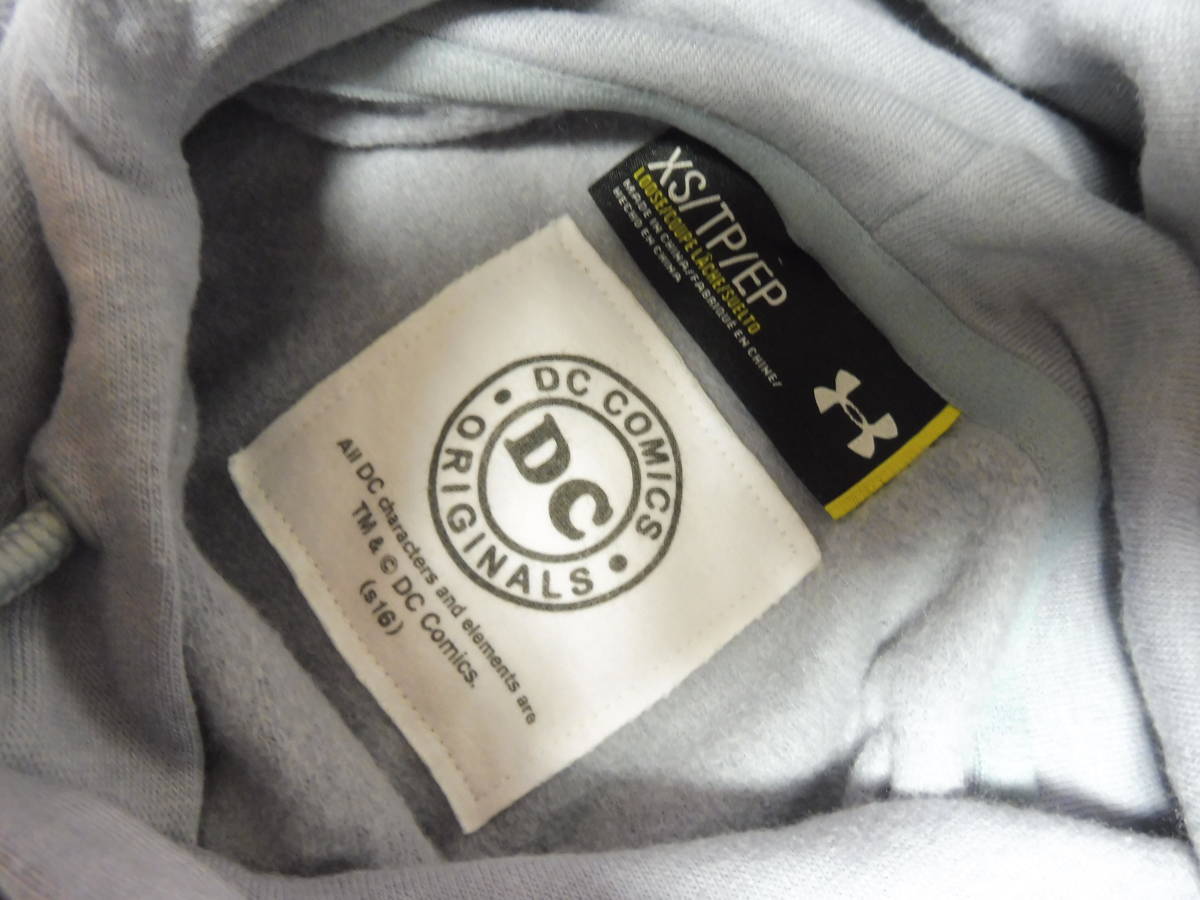 XS/TP/EP
LOOSE/COUPE LÂCHE/SUELTO
MADE IN CHINA/FABRIQUÉ EN CHINE/
HECHO EN CHINA
DC COMICS
DC
ORIGINALS
All DC characters and elements are
TM & © DC Comics.
(s16)